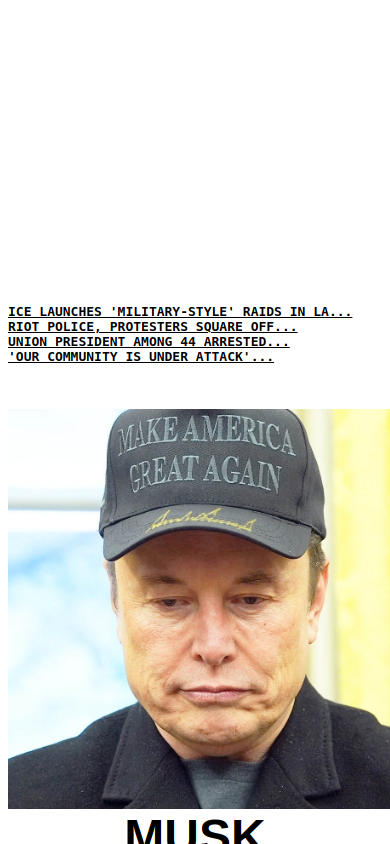 ICE LAUNCHES 'MILITARY-STYLE' RAIDS IN LA...
RIOT POLICE, PROTESTERS SQUARE OFF...
UNION PRESIDENT AMONG 44 ARRESTED...
'OUR COMMUNITY IS UNDER ATTACK'...
MAKE AMERICA
GREAT AGAIN
MUSK